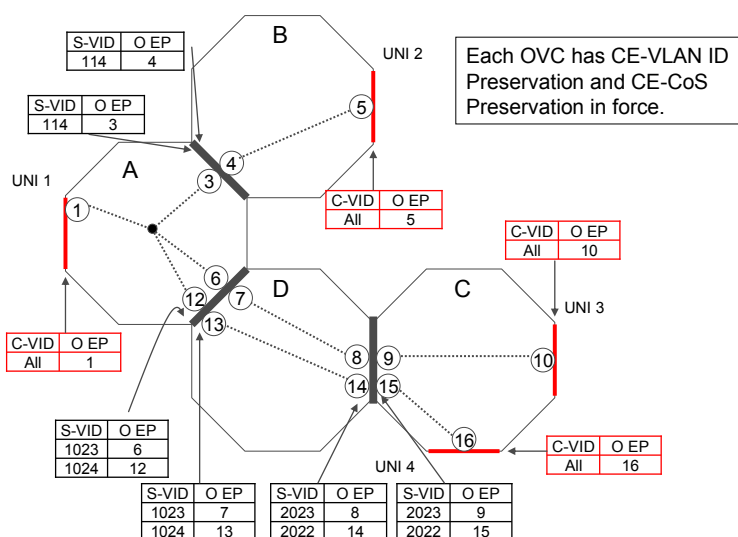 B
S-VID O EP
114 4
UNI 2
Each OVC has CE-VLAN ID
Preservation and CE-CoS
Preservation in force.
S-VID O EP
114 3
5
4
A
3
UNI 1
1
C-VID O EP
All 5
C-VID O EP
All 10
6
D
C
12
7
UNI 3
13
C-VID O EP
All 1
8
9
10
14
15
S-VID O EP
1023 6
1024 12
16
C-VID O EP
All 16
UNI 4
S-VID O EP
1023 7
1024 13
S-VID O EP
2023 8
2022 14
S-VID O EP
2023 9
2022 15